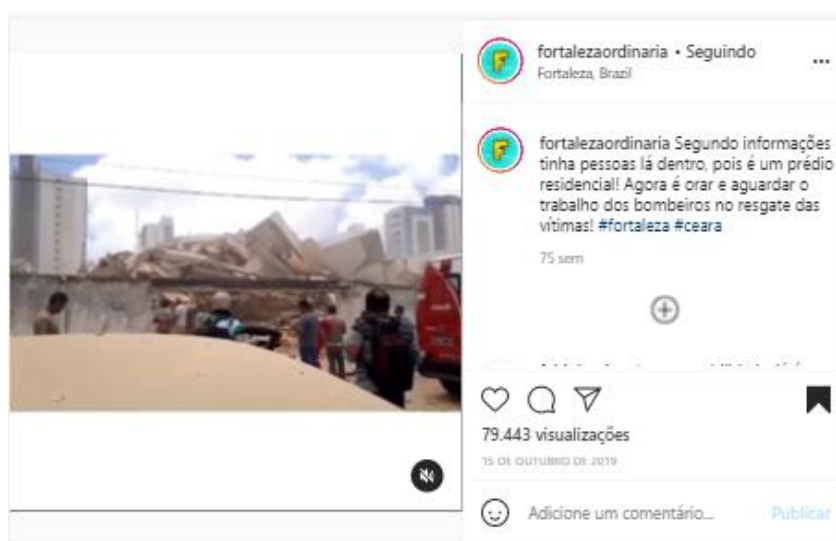 fortalezaordinaria • Seguindo
Fortaleza, Brazil
fortalezaordinaria Segundo informações
tinha pessoas lá dentro, pois é um prédio
residencial! Agora é orar e aguardar o
trabalho dos bombeiros no resgate das
vítimas! #fortaleza #ceara
75 sem
79.443 visualizações
15 DE OUTUBRO DE 2019
Adicione um comentário...
Publicar